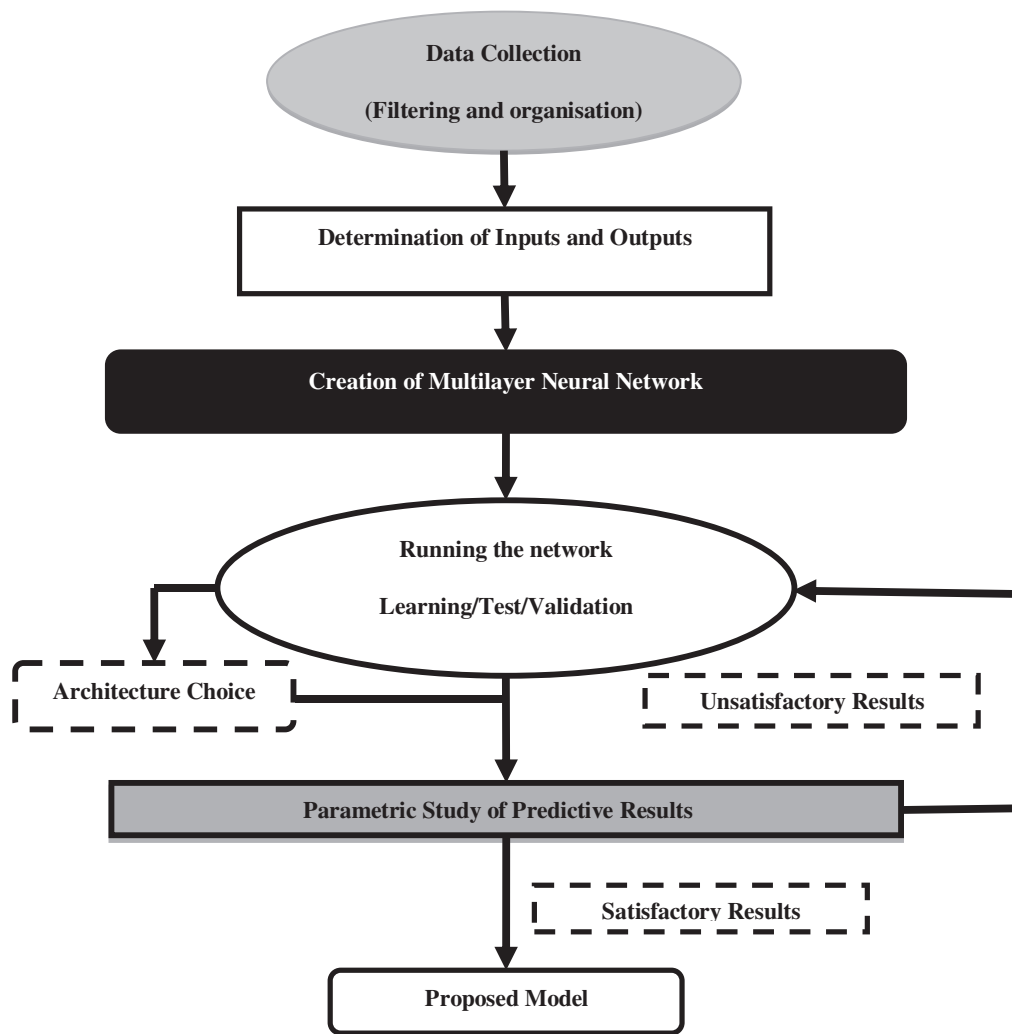 Data Collection
(Filtering and organisation)
Determination of Inputs and Outputs
Creation of Multilayer Neural Network
Running the network
Learning/Test/Validation
Architecture Choice
Unsatisfactory Results
Parametric Study of Predictive Results
Satisfactory Results
Proposed Model